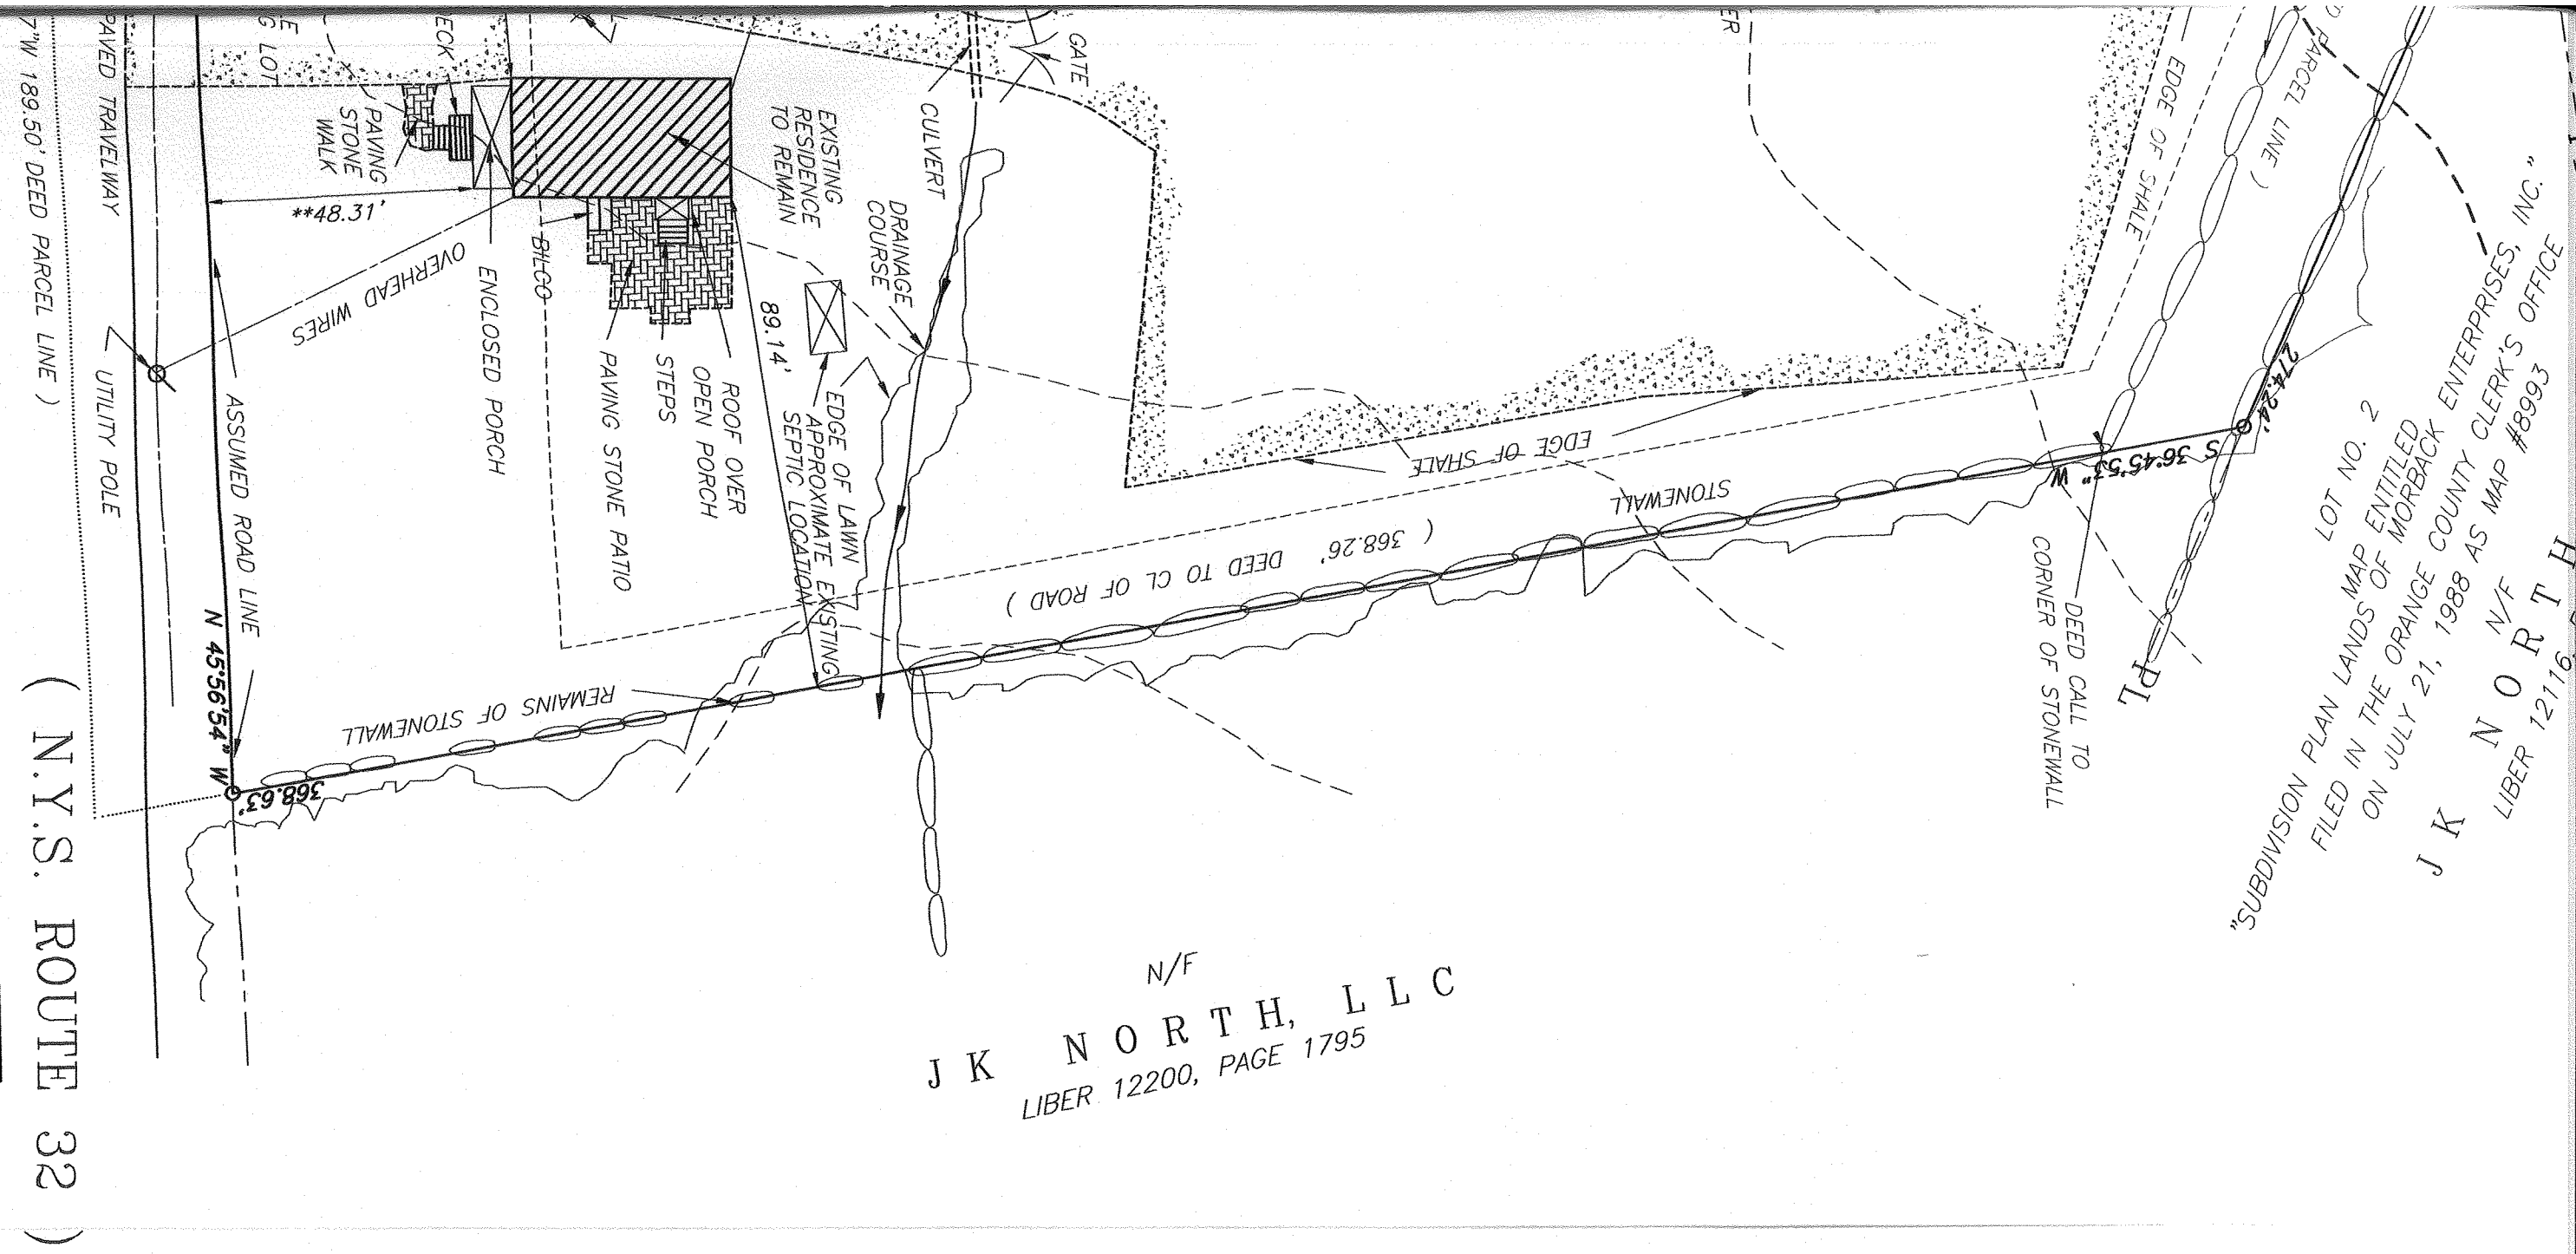 7"W 189.50' DEED PARCEL LINE )
( N.Y.S. ROUTE 32 )
PAVED TRAVELWAY
UTILITY POLE
ASSUMED ROAD LINE
N 45°56'54" W
368.63'
LOT
PAVING
STONE
WALK
**48.31'
OVERHEAD WIRES
ENCLOSED PORCH
BILCO
PAVING STONE PATIO
STEPS
ROOF OVER
OPEN PORCH
89.14'
EXISTING
RESIDENCE
TO REMAIN
EDGE OF LAWN
APPROXIMATE EXISTING
SEPTIC LOCATION
DRAINAGE
COURSE
CULVERT
GATE
REMAINS OF STONEWALL
( 368.26' DEED TO CL OF ROAD )
STONEWALL
EDGE OF SHALE
EDGE OF SHALE
PARCEL LINE )
S 36°45'53" W
274.24'
DEED CALL TO
CORNER OF STONEWALL
PL
LOT NO. 2
MAP ENTITLED
"SUBDIVISION PLAN LANDS OF MORBACK ENTERPRISES, INC."
FILED IN THE ORANGE COUNTY CLERK'S OFFICE
ON JULY 21, 1988 AS MAP #8993
N/F
JK NORTH
LIBER 12116,
N/F
JK NORTH, LLC
LIBER 12200, PAGE 1795